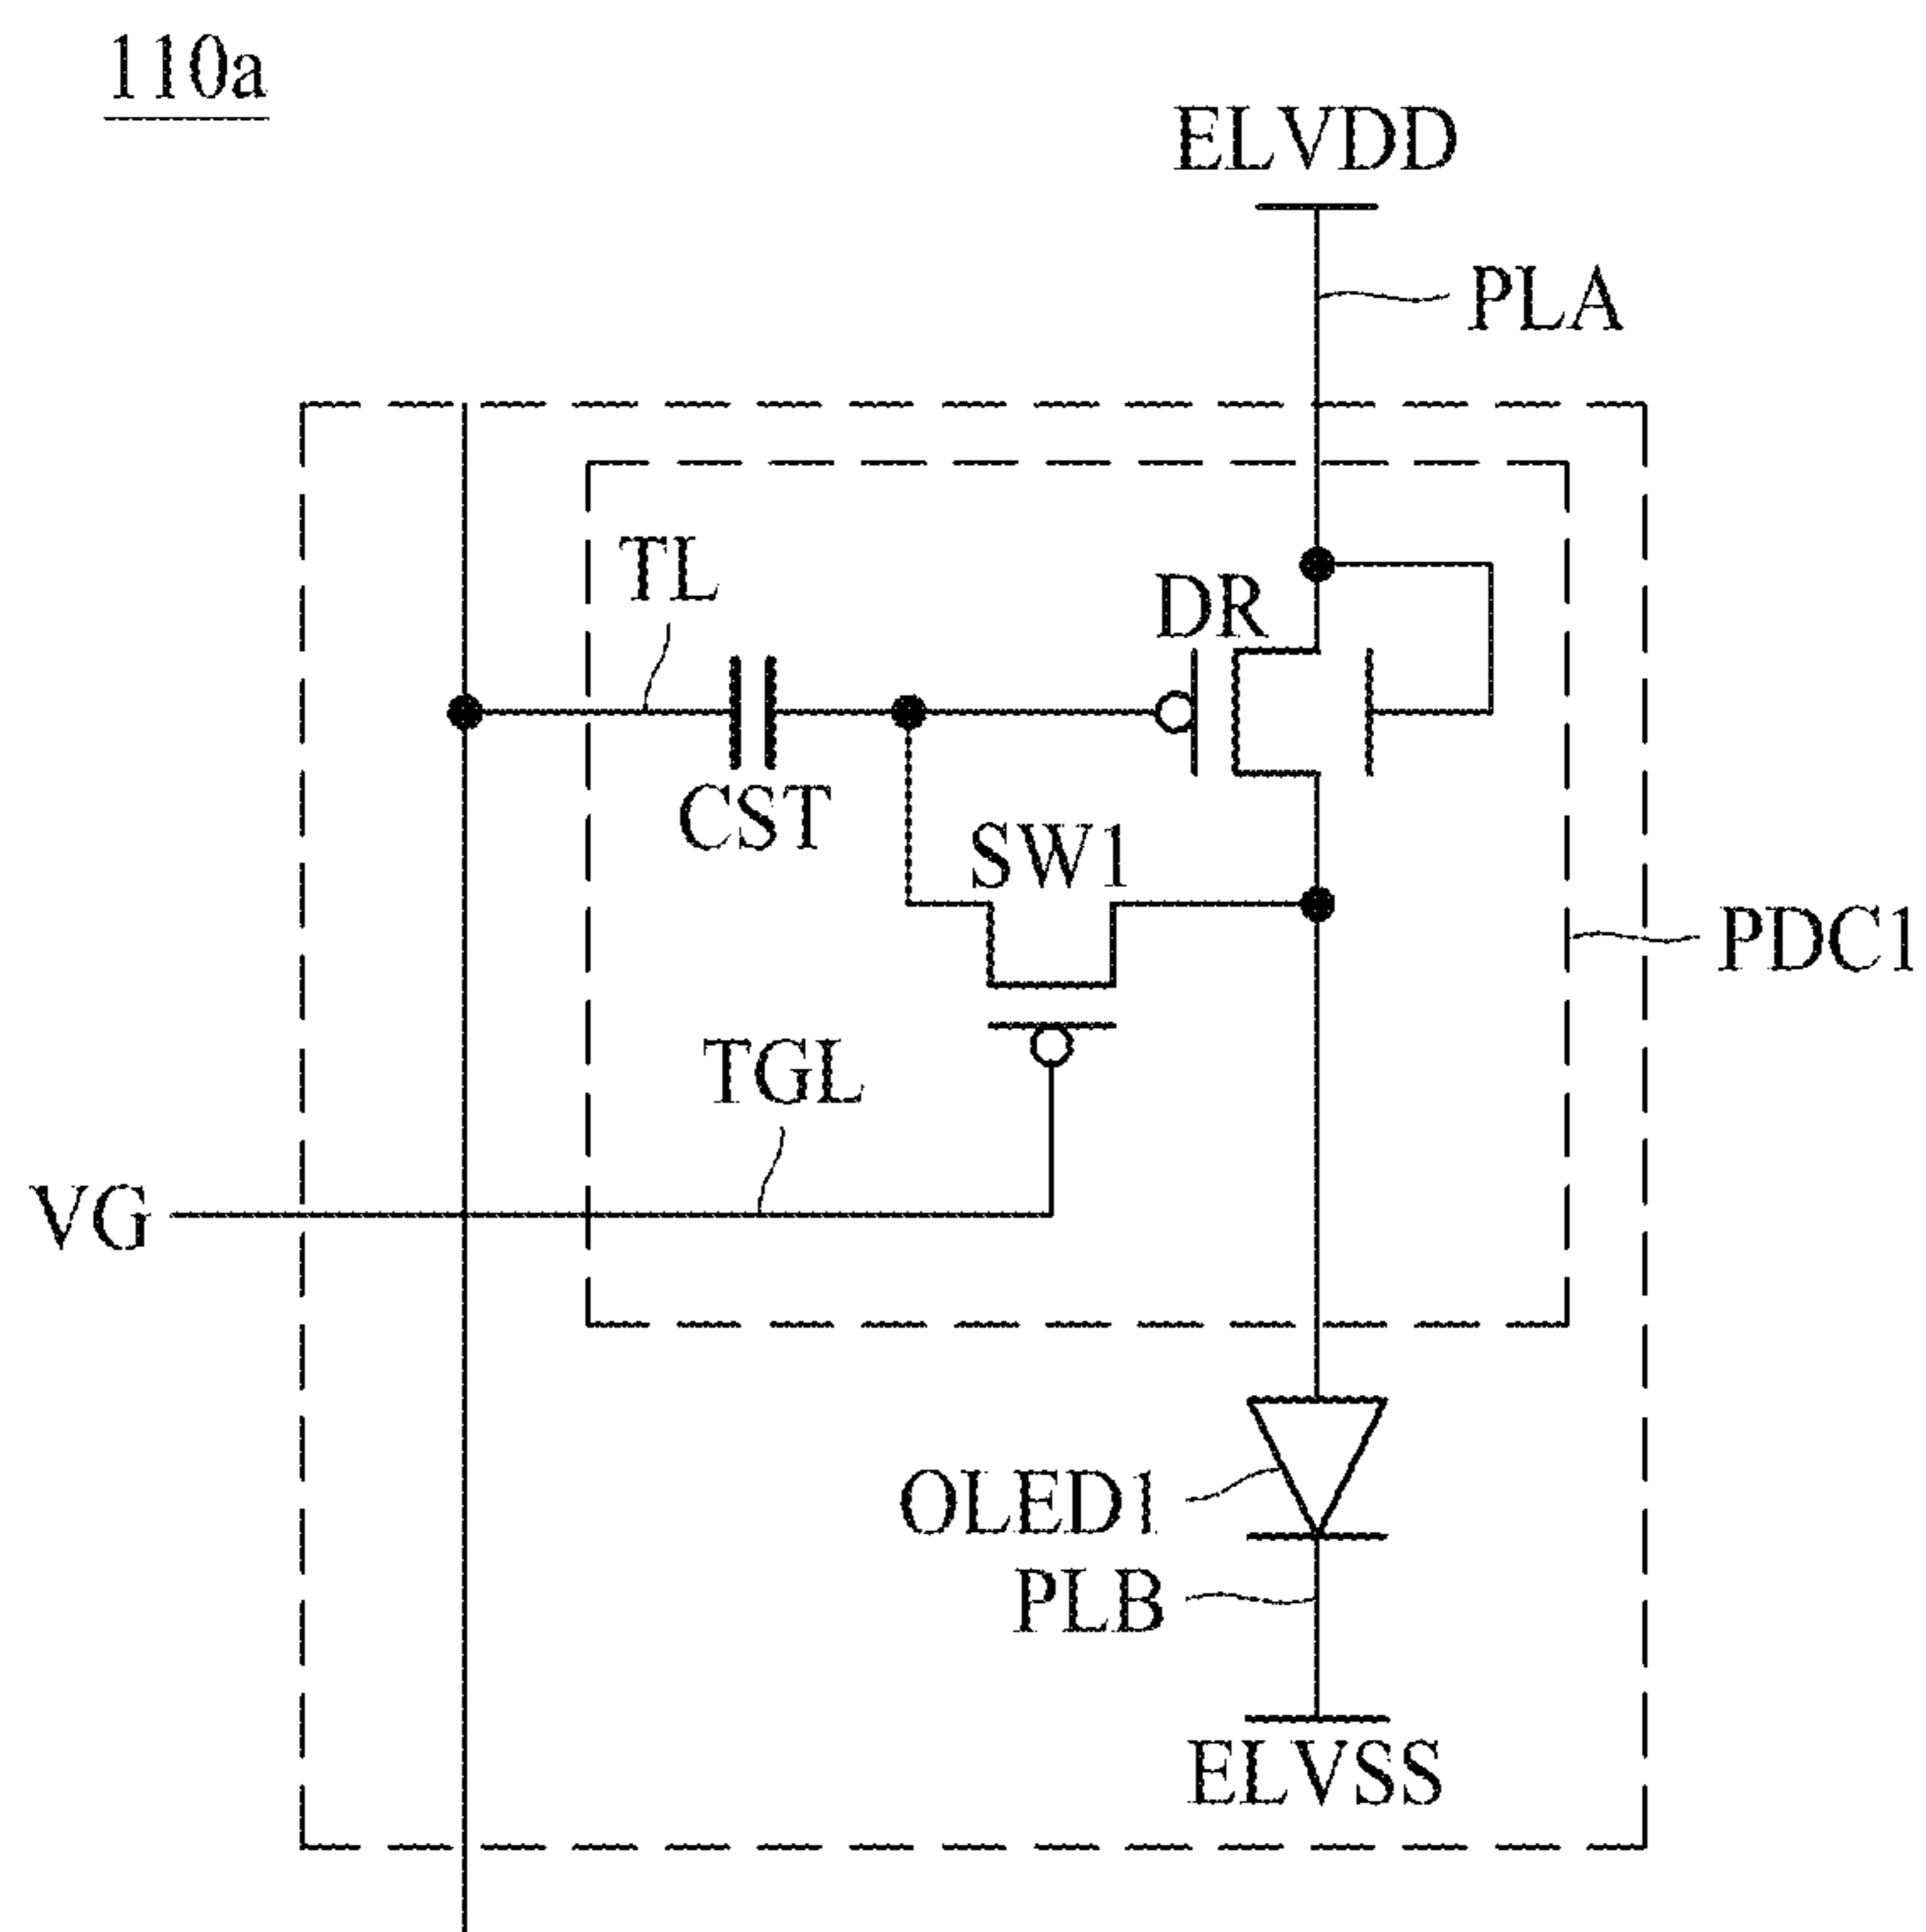 110a
ELVDD
PLA
TL
DR
CST
SW1
PDC1
TGL
VG
OLED1
PLB
ELVSS